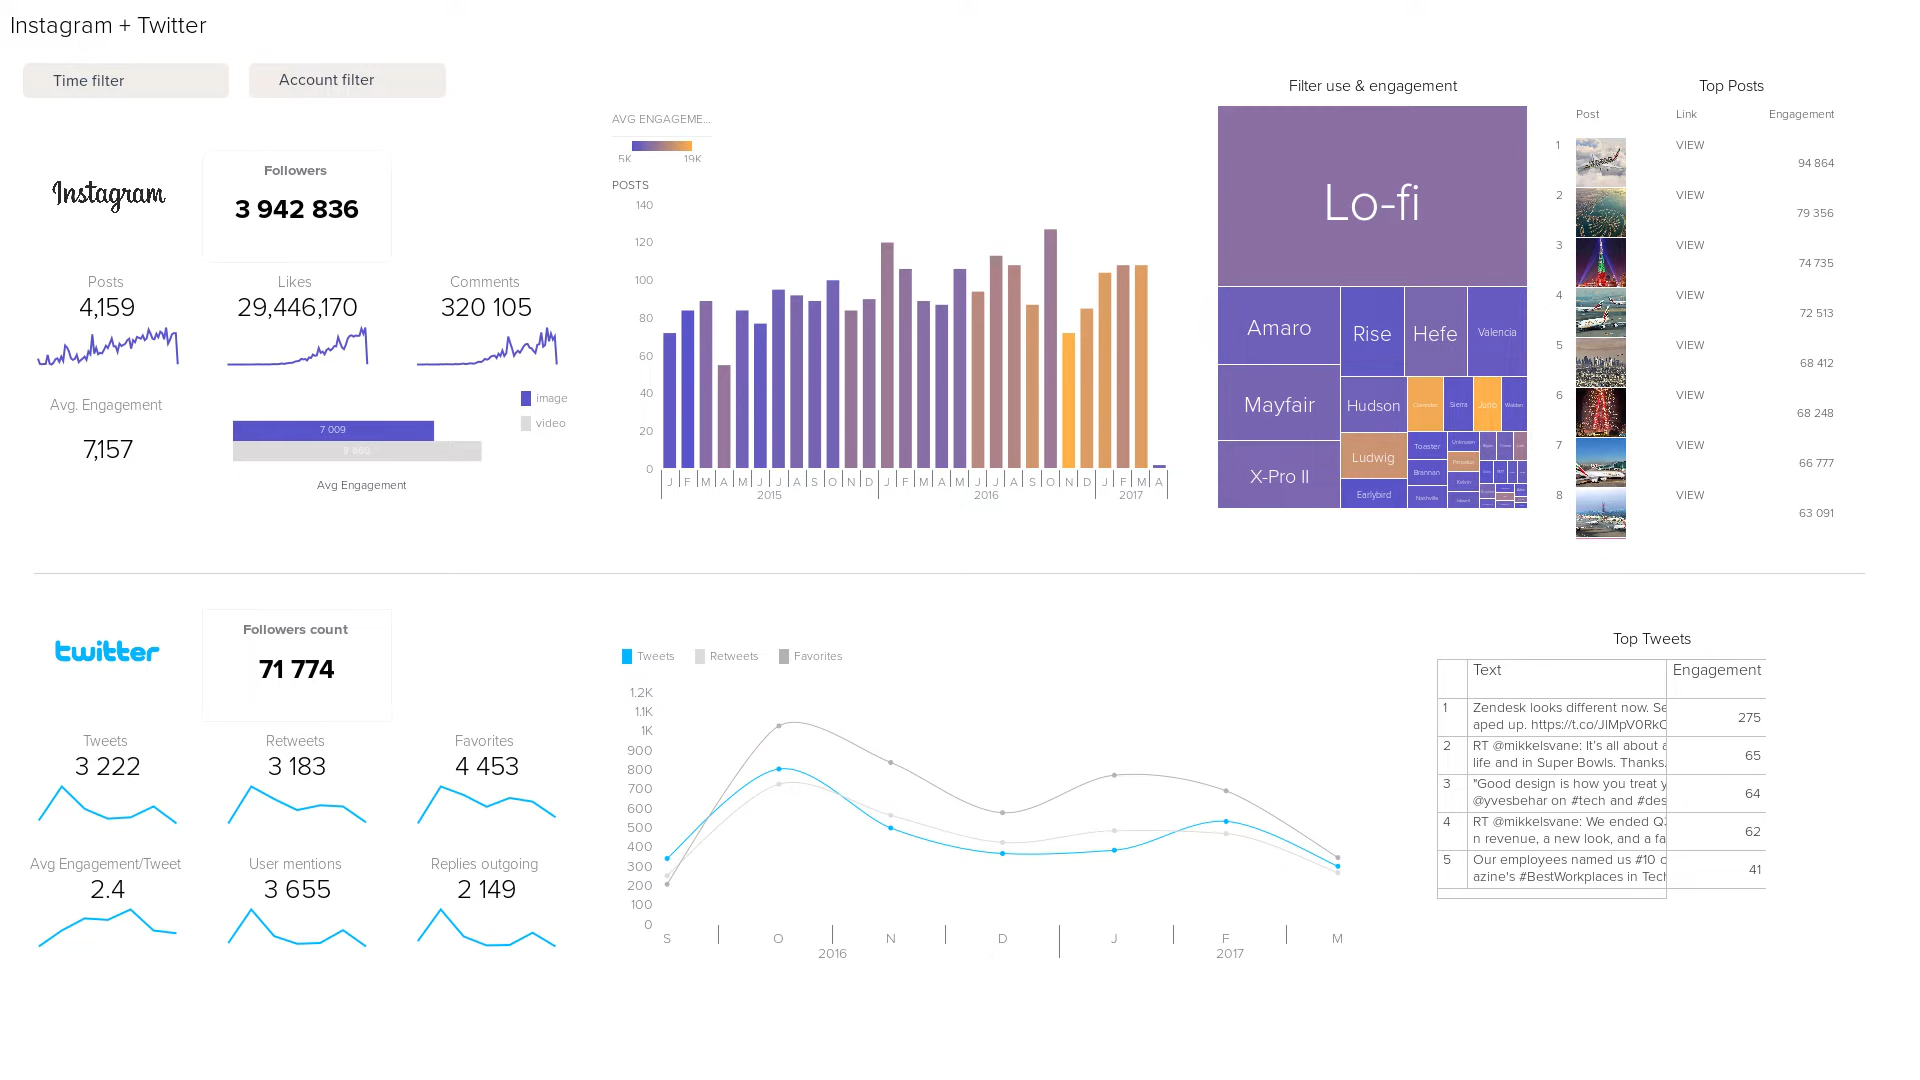 Instagram + Twitter
Time filter
Account filter
Instagram
Followers
3 942 836
Posts
4,159
Likes
29,446,170
Comments
320 105
Avg. Engagement
7,157
image
video
7 009
Avg Engagement
AVG ENGAGEME...
5K 19K
POSTS
140
120
100
80
60
40
20
0
J F M A M J J A S O N D J F M A M J J A S O N D J F M A
2015 2016 2017
Filter use & engagement
Lo-fi
Amaro
Rise
Hefe
Valencia
Mayfair
Hudson
Sierra
Juno
Walden
X-Pro II
Ludwig
Toaster
Unknown
Brannan
Earlybird
Nashville
Kelvin
Top Posts
Post Link Engagement
1 VIEW 94 864
2 VIEW 79 356
3 VIEW 74 735
4 VIEW 72 513
5 VIEW 68 412
6 VIEW 68 248
7 VIEW 66 777
8 VIEW 63 091
twitter
Followers count
71 774
Tweets
3 222
Retweets
3 183
Favorites
4 453
Avg Engagement/Tweet
2.4
User mentions
3 655
Replies outgoing
2 149
Tweets Retweets Favorites
1.2K
1.1K
1K
900
800
700
600
500
400
300
200
100
0
S O N D J F M
2016 2017
Top Tweets
Text Engagement
1 Zendesk looks different now. Se
aped up. https://t.co/JlMpV0RkC
275
2 RT @mikkelsvane: It's all about a
life and in Super Bowls. Thanks.
65
3 "Good design is how you treat y
@yvesbehar on #tech and #des
64
4 RT @mikkelsvane: We ended Q3
n revenue, a new look, and a fa
62
5 Our employees named us #10 o
azine's #BestWorkplaces in Tech
41